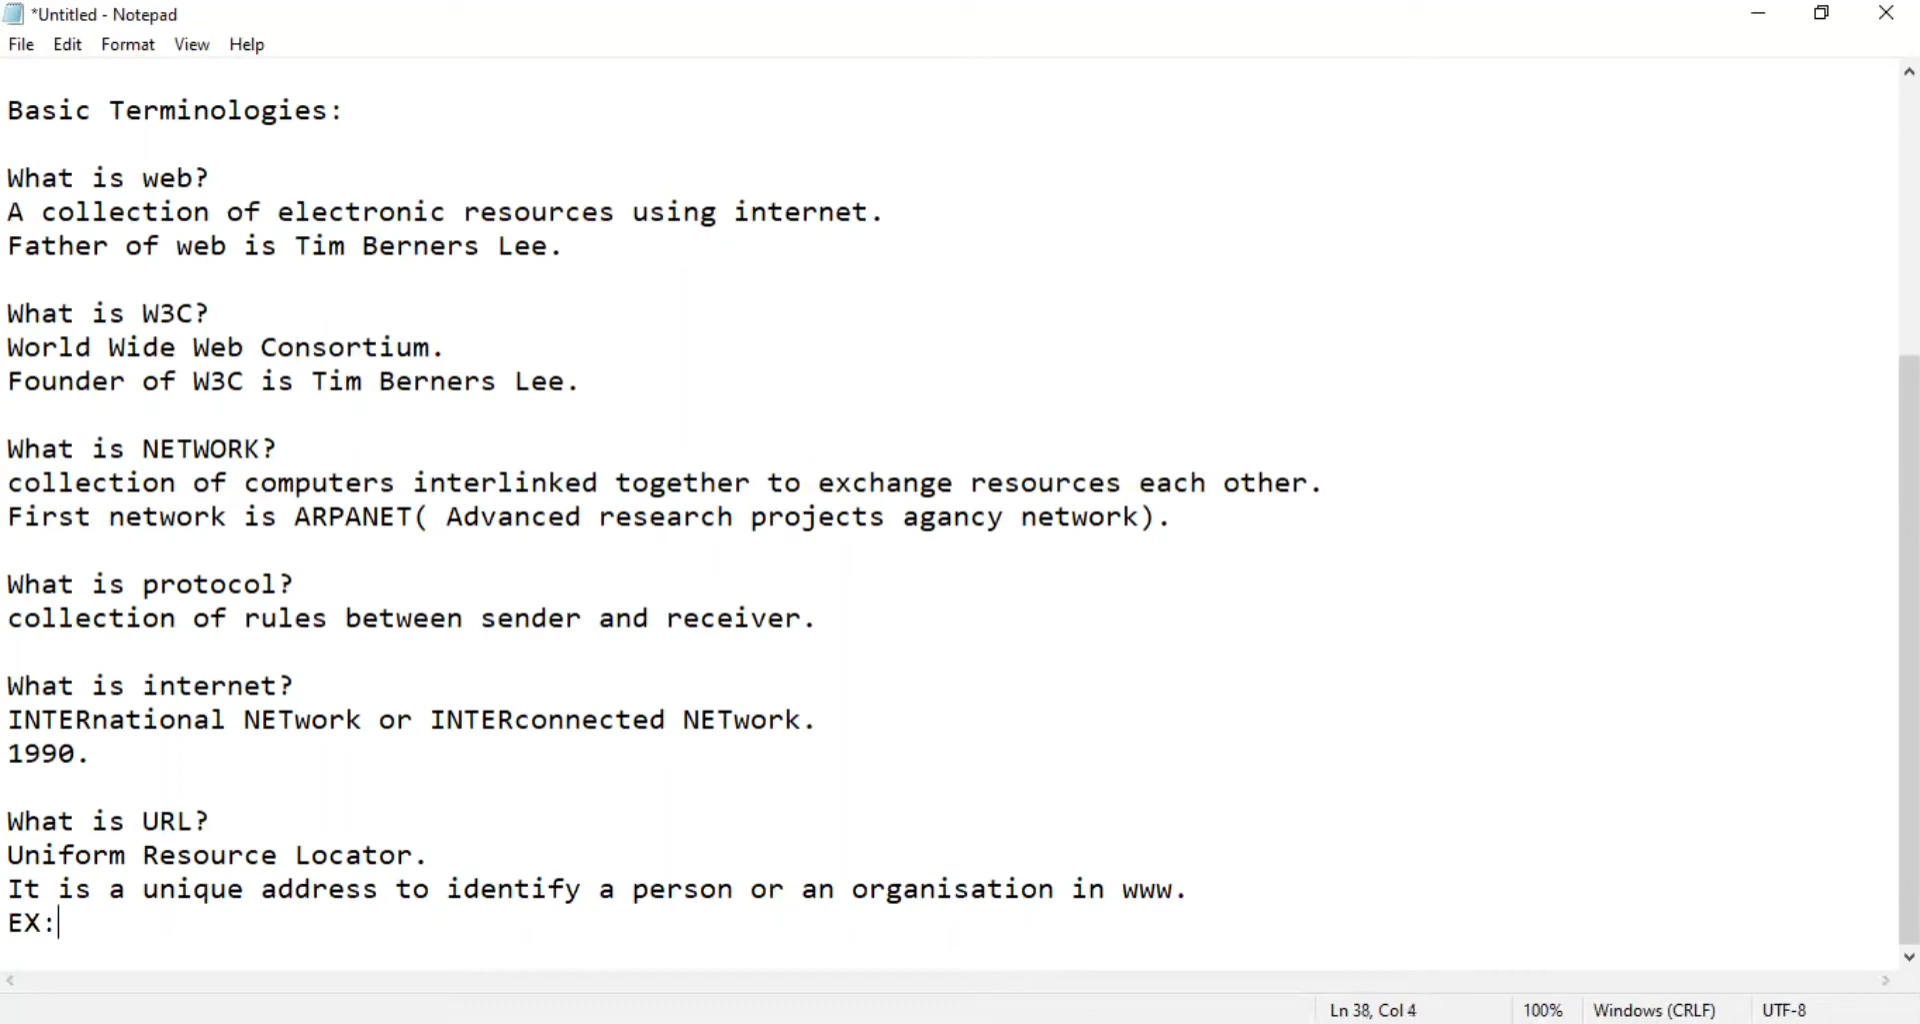 *Untitled - Notepad
File Edit Format View Help
Basic Terminologies:
What is web?
A collection of electronic resources using internet.
Father of web is Tim Berners Lee.
What is W3C?
World Wide Web Consortium.
Founder of W3C is Tim Berners Lee.
What is NETWORK?
collection of computers interlinked together to exchange resources each other.
First network is ARPANET( Advanced research projects agancy network).
What is protocol?
collection of rules between sender and receiver.
What is internet?
INTERnational NETwork or INTERconnected NETwork.
1990.
What is URL?
Uniform Resource Locator.
It is a unique address to identify a person or an organisation in www.
EX:
Ln 38, Col 4 100% Windows (CRLF) UTF-8